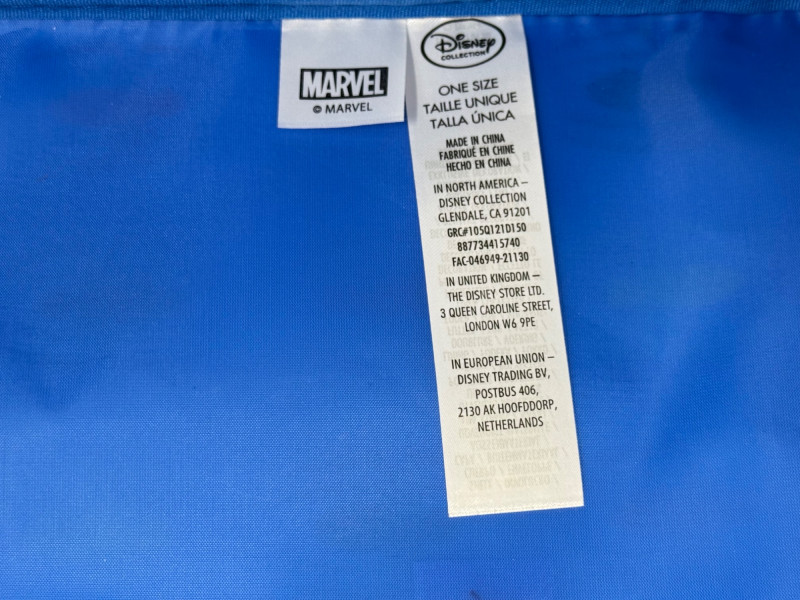 MARVEL
© MARVEL
Disney
COLLECTION
ONE SIZE
TAILLE UNIQUE
TALLA ÚNICA
MADE IN CHINA
FABRIQUÉ EN CHINE
HECHO EN CHINA
IN NORTH AMERICA –
DISNEY COLLECTION
GLENDALE, CA 91201
GRC#105Q121D150
887734415740
FAC-046949-21130
IN UNITED KINGDOM –
THE DISNEY STORE LTD.
3 QUEEN CAROLINE STREET,
LONDON W6 9PE
IN EUROPEAN UNION –
DISNEY TRADING BV,
POSTBUS 406,
2130 AK HOOFDDORP,
NETHERLANDS